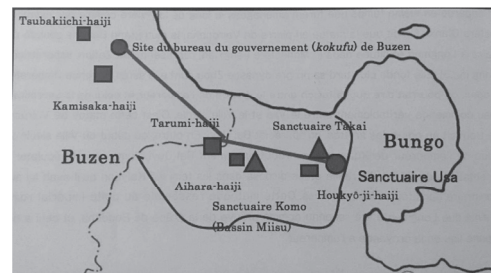 Tsubakiichi-haiji
Site du bureau du gouvernement (kokufu) de Buzen
Kamisaka-haiji
Tarumi-haiji
Sanctuaire Takai
Bungo
Buzen
Sanctuaire Usa
Aihara-haiji
Houkyô-ji-haiji
Sanctuaire Komo
(Bassin Miisu)